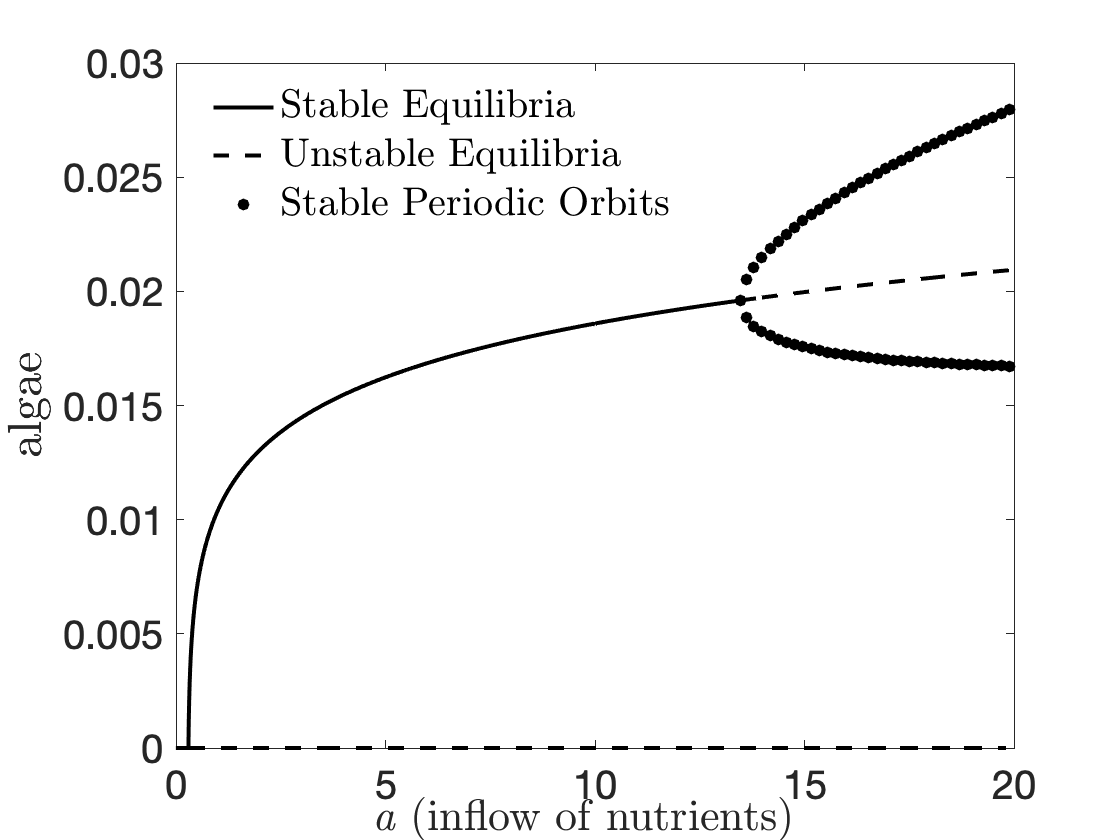 0.03
Stable Equilibria
Unstable Equilibria
0.025
Stable Periodic Orbits
0.02
0.015
algae
0.01
0.005
0
0 5 10 15 20
a (inflow of nutrients)